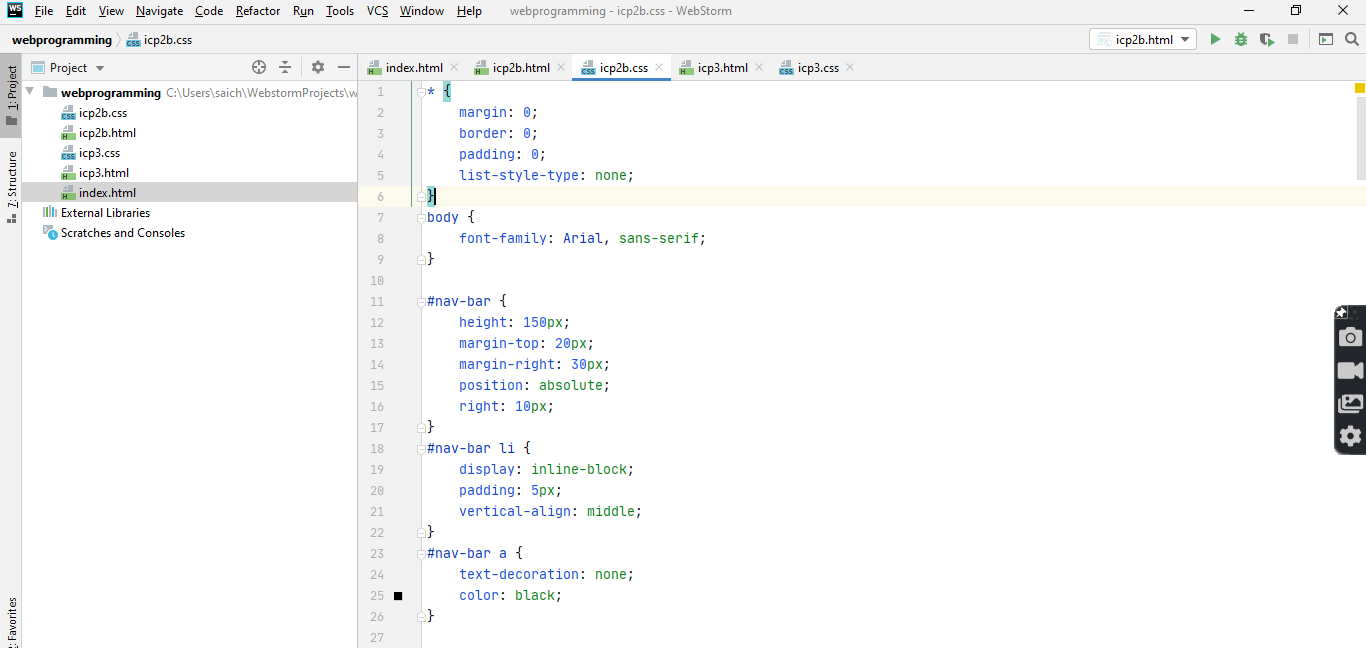 WS File Edit View Navigate Code Refactor Run Tools VCS Window Help webprogramming - icp2b.css - WebStorm
webprogramming icp2b.css icp2b.html
1: Project
7: Structure
Favorites
Project
webprogramming C:\Users\saich\WebstormProjects\w
icp2b.css
icp2b.html
icp3.css
icp3.html
index.html
External Libraries
Scratches and Consoles
index.html icp2b.html icp2b.css icp3.html icp3.css
1 * {
2 margin: 0;
3 border: 0;
4 padding: 0;
5 list-style-type: none;
6 }
7 body {
8 font-family: Arial, sans-serif;
9 }
10
11 #nav-bar {
12 height: 150px;
13 margin-top: 20px;
14 margin-right: 30px;
15 position: absolute;
16 right: 10px;
17 }
18 #nav-bar li {
19 display: inline-block;
20 padding: 5px;
21 vertical-align: middle;
22 }
23 #nav-bar a {
24 text-decoration: none;
25 color: black;
26 }
27